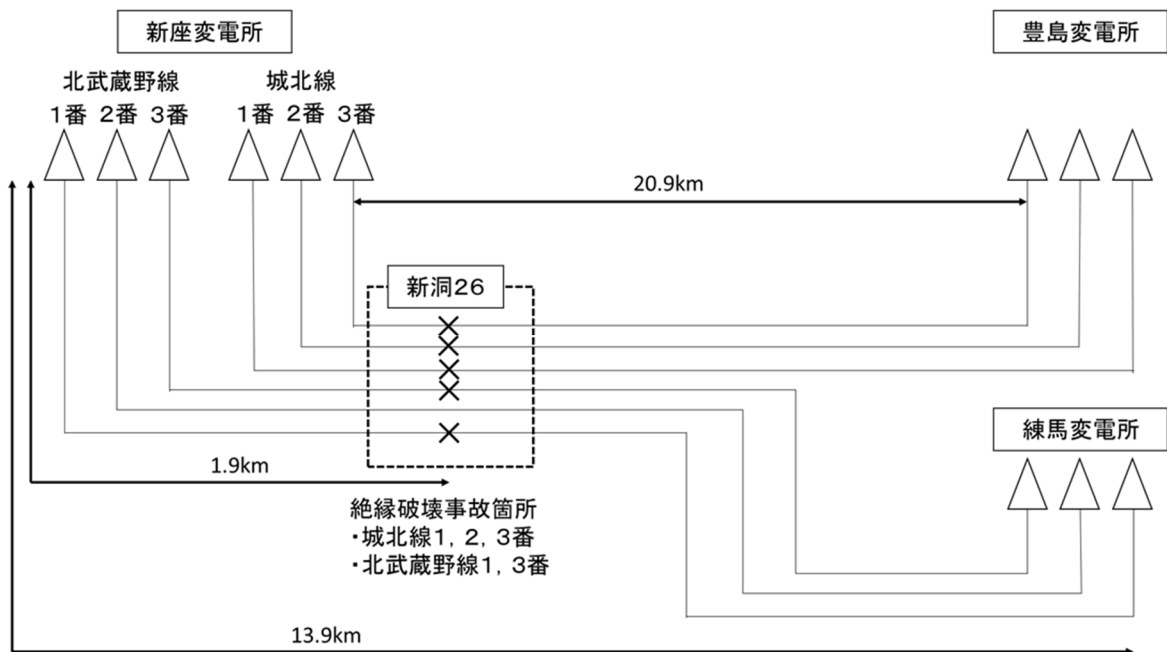 新座変電所
豊島変電所
北武蔵野線
城北線
1番 2番 3番
1番 2番 3番
20.9km
新洞26
練馬変電所
1.9km
絶縁破壊事故箇所
・城北線1, 2, 3番
・北武蔵野線1, 3番
13.9km